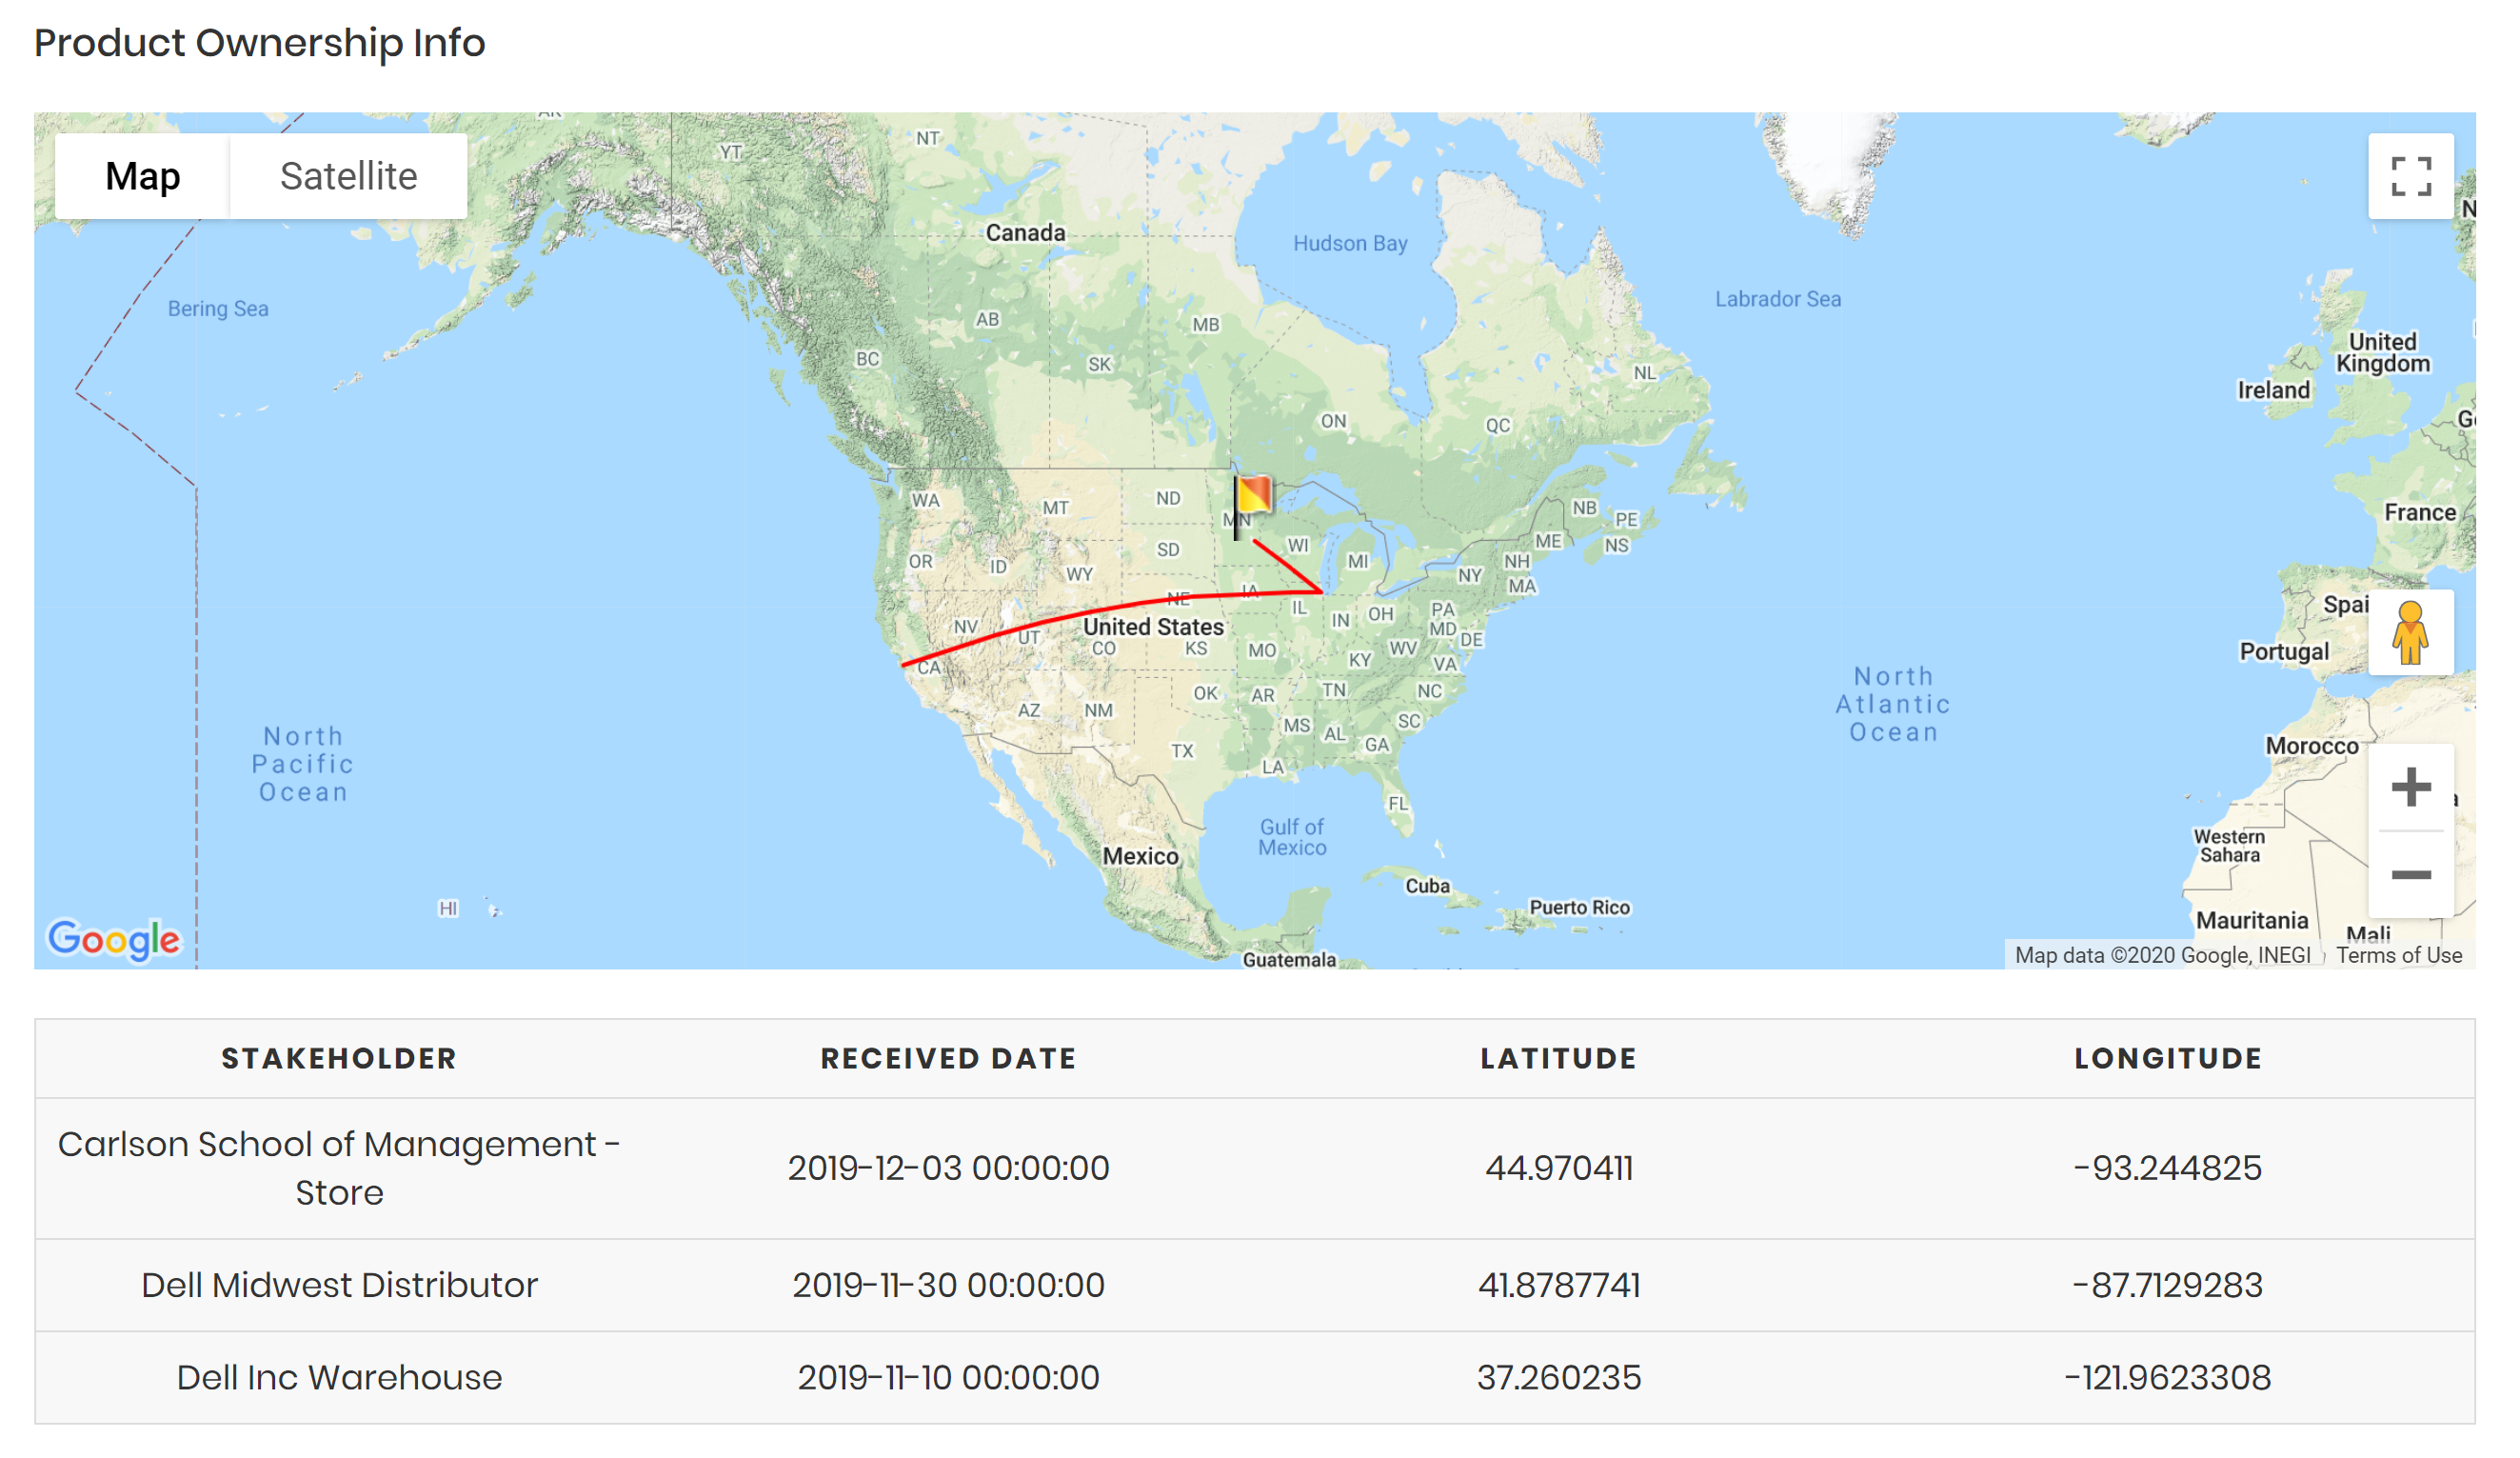 Product Ownership Info
Map
Satellite
AK
YT
NT
Canada
Hudson Bay
Bering Sea
Labrador Sea
AB
MB
BC
SK
NL
United
Kingdom
Ireland
ON
QC
WA
MT
ND
MN
NB
PE
NS
France
OR
ID
SD
WY
WI
MI
ME
NH
NY
MA
NE
IA
IL
IN
OH
PA
MD
DE
NV
UT
United States
CO
KS
MO
KY
WV
VA
CA
Spai
Portugal
OK
AR
TN
NC
AZ
NM
MS
AL
GA
SC
TX
LA
FL
North
Pacific
Ocean
North
Atlantic
Ocean
Morocco
Gulf of
Mexico
Mexico
Western
Sahara
Cuba
Puerto Rico
HI
Mauritania
Mali
Guatemala
Google
Map data ©2020 Google, INEGI
Terms of Use
STAKEHOLDER RECEIVED DATE LATITUDE LONGITUDE
Carlson School of Management -
Store
2019-12-03 00:00:00 44.970411 -93.244825
Dell Midwest Distributor 2019-11-30 00:00:00 41.8787741 -87.7129283
Dell Inc Warehouse 2019-11-10 00:00:00 37.260235 -121.9623308